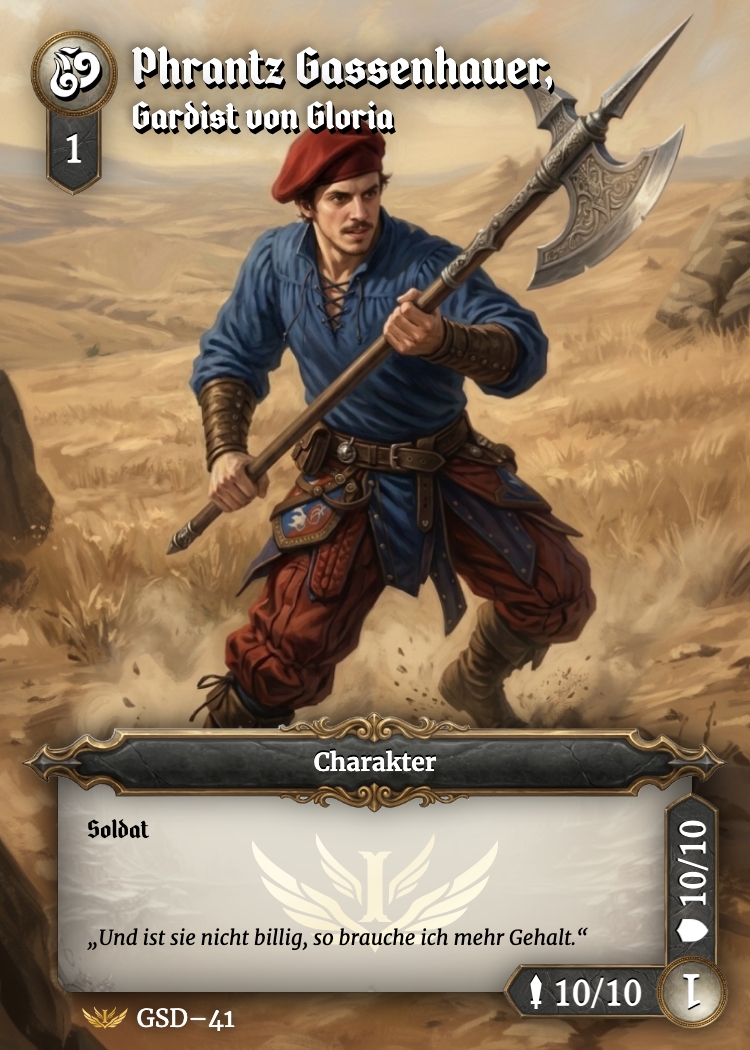 Phrantz Gassenhauer,
Gardist von Gloria
1
Charakter
Soldat
10/10
„Und ist sie nicht billig, so brauche ich mehr Gehalt.“
10/10
1
GSD–41